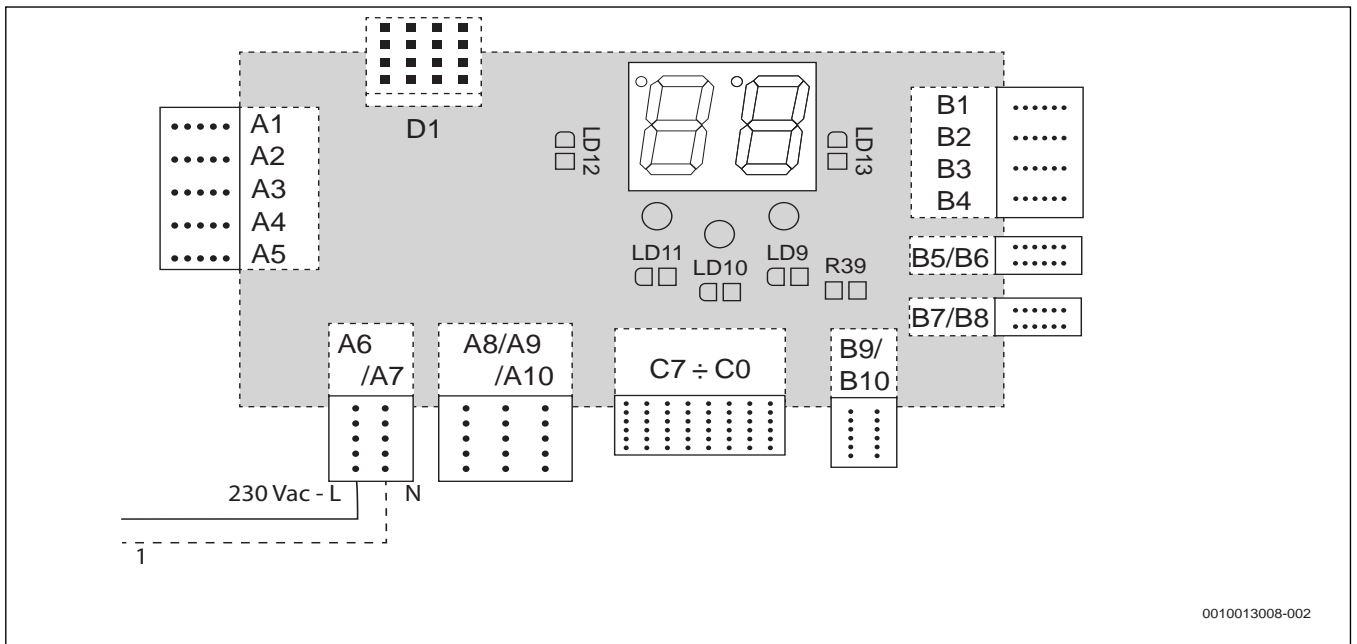 D1
A1
A2
A3
A4
A5
LD12
LD13
B1
B2
B3
B4
LD11
LD10
LD9
R39
B5/B6
B7/B8
A6
/A7
A8/A9
/A10
C7 ÷ C0
B9/
B10
230 Vac - L
N
1
0010013008-002